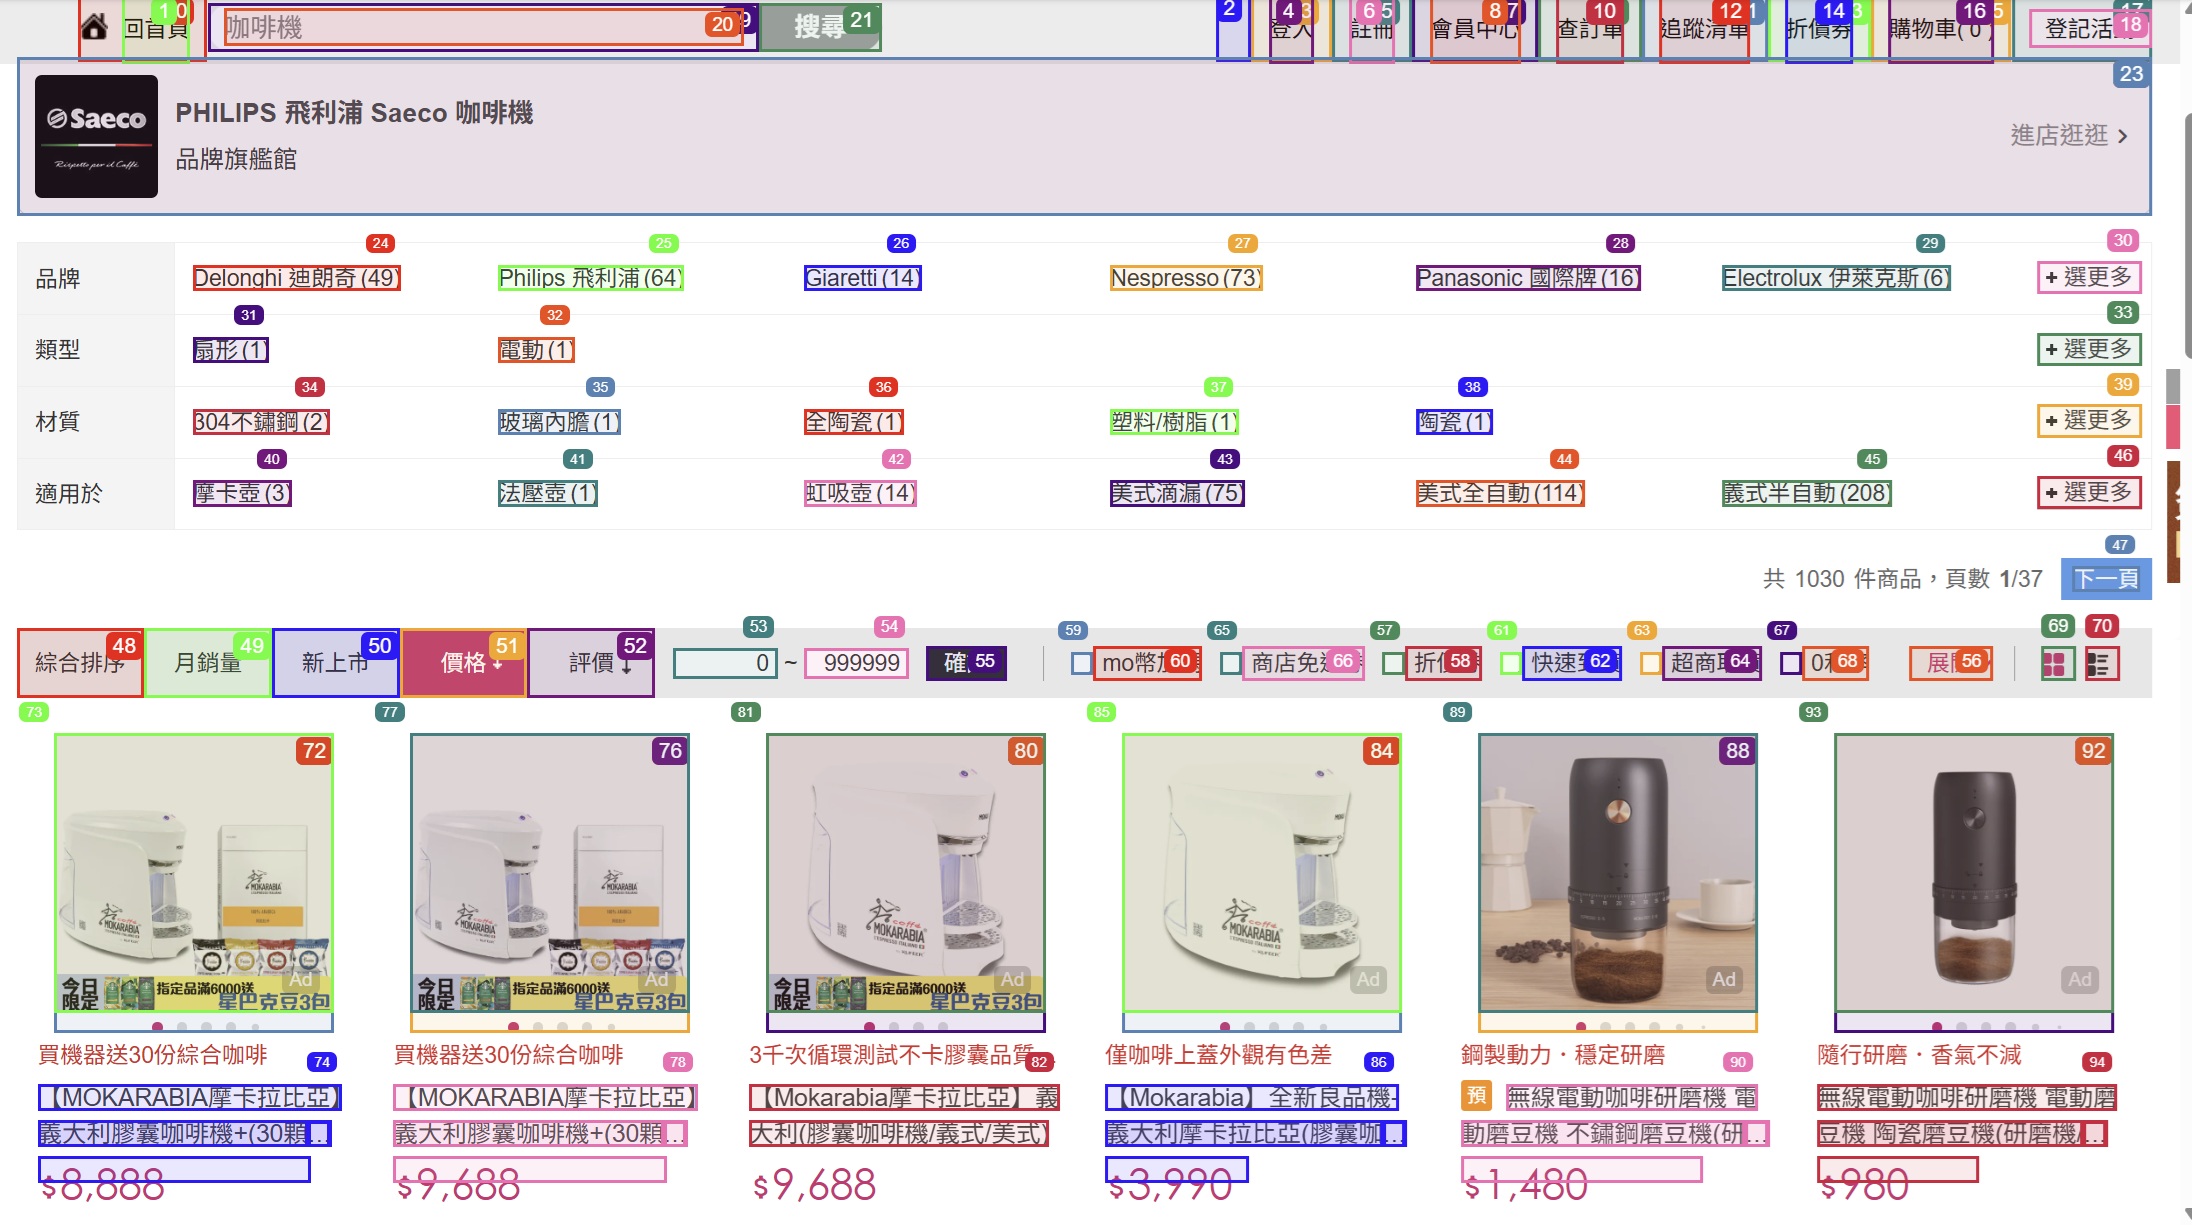 回首頁
咖啡機
搜尋
登入
註冊
會員中心
查訂單
追蹤清單
折價券
購物車( 0 )
登記活
Saeco
Rispetto per il Caffè
PHILIPS 飛利浦 Saeco 咖啡機
品牌旗艦館
進店逛逛
品牌
Delonghi 迪朗奇 (49)
Philips 飛利浦 (64)
Giaretti (14)
Nespresso (73)
Panasonic 國際牌 (16)
Electrolux 伊萊克斯 (6)
+ 選更多
類型
扇形 (1)
電動 (1)
+ 選更多
材質
304不鏽鋼 (2)
玻璃內膽 (1)
全陶瓷 (1)
塑料/樹脂 (1)
陶瓷 (1)
+ 選更多
適用於
摩卡壺 (3)
法壓壺 (1)
虹吸壺 (14)
美式滴漏 (75)
美式全自動 (114)
義式半自動 (208)
+ 選更多
共 1030 件商品，頁數 1/37
下一頁
綜合排序
月銷量
新上市
價格
評價
0 ~ 999999
確
mo幣
商店免運
折價
快速
超商
0利
展開
今日限定 指定品滿6000送 星巴克豆3包
今日限定 指定品滿6000送 星巴克豆3包
今日限定 指定品滿6000送 星巴克豆3包
Ad
Ad
Ad
Ad
Ad
Ad
買機器送30份綜合咖啡
【MOKARABIA摩卡拉比亞】
義大利膠囊咖啡機+(30顆...
$8,888
買機器送30份綜合咖啡
【MOKARABIA摩卡拉比亞】
義大利膠囊咖啡機+(30顆...
$9,688
3千次循環測試不卡膠囊品質
【Mokarabia摩卡拉比亞】義
大利(膠囊咖啡機/義式/美式)
$9,688
僅咖啡上蓋外觀有色差
【Mokarabia】全新良品機-
義大利摩卡拉比亞(膠囊咖...
$3,990
鋼製動力．穩定研磨
預 無線電動咖啡研磨機 電
動磨豆機 不鏽鋼磨豆機(研...
$1,480
隨行研磨．香氣不減
無線電動咖啡研磨機 電動磨
豆機 陶瓷磨豆機(研磨機/...
$980